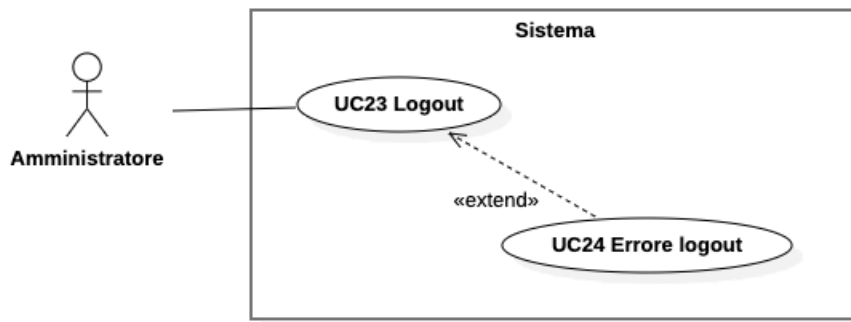 Sistema
UC23 Logout
Amministratore
«extend»
UC24 Errore logout